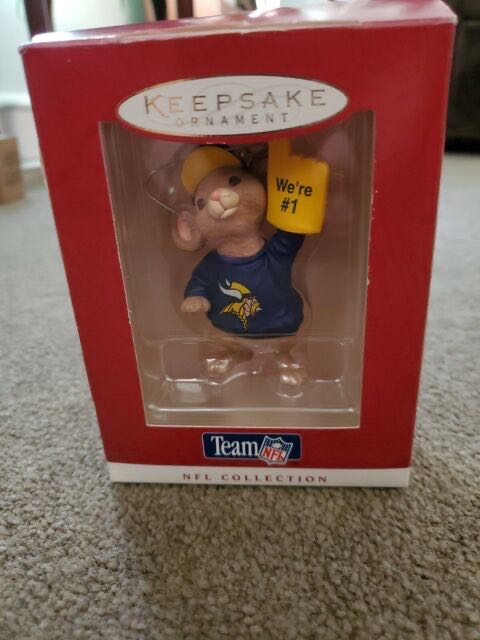 KEEPSAKE
ORNAMENT
We're
#1
Team NFL
NFL COLLECTION